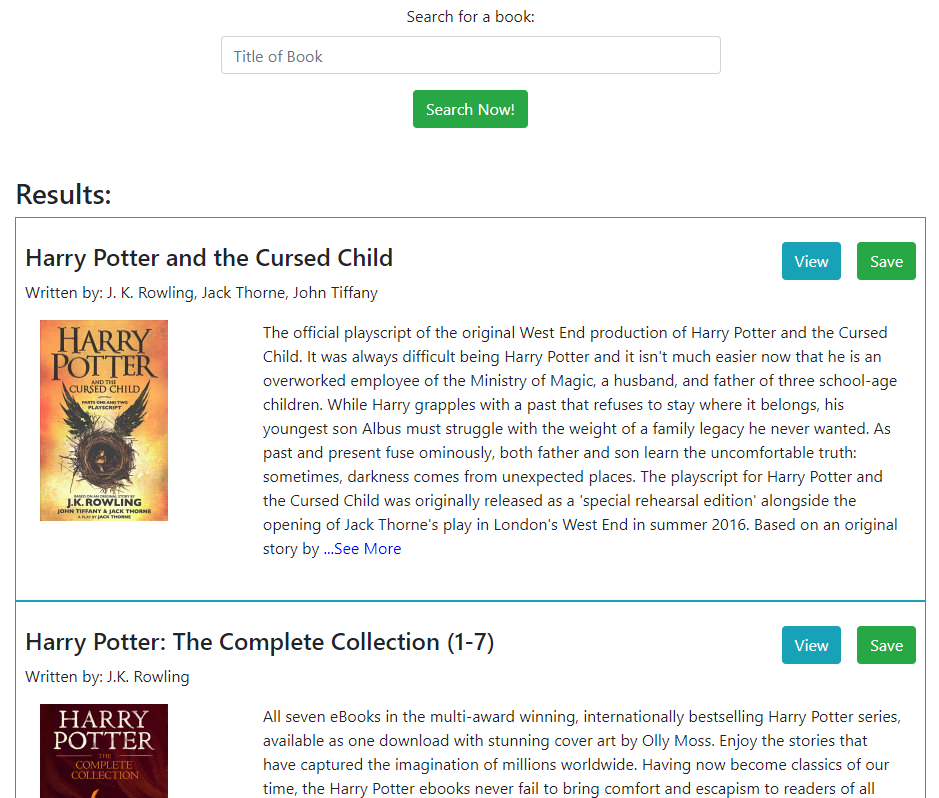 Search for a book:
Title of Book
Search Now!
Results:
Harry Potter and the Cursed Child
View
Save
Written by: J. K. Rowling, Jack Thorne, John Tiffany
HARRY
POTTER
AND THE
CURSED CHILD
PARTS ONE AND TWO
PLAYSCRIPT
BASED ON AN ORIGINAL STORY BY
J.K. ROWLING
JOHN TIFFANY & JACK THORNE
A PLAY BY JACK THORNE
The official playscript of the original West End production of Harry Potter and the Cursed
Child. It was always difficult being Harry Potter and it isn't much easier now that he is an
overworked employee of the Ministry of Magic, a husband, and father of three school-age
children. While Harry grapples with a past that refuses to stay where it belongs, his
youngest son Albus must struggle with the weight of a family legacy he never wanted. As
past and present fuse ominously, both father and son learn the uncomfortable truth:
sometimes, darkness comes from unexpected places. The playscript for Harry Potter and
the Cursed Child was originally released as a 'special rehearsal edition' alongside the
opening of Jack Thorne's play in London's West End in summer 2016. Based on an original
story by ...See More
Harry Potter: The Complete Collection (1-7)
View
Save
Written by: J.K. Rowling
HARRY
POTTER
THE
COMPLETE
COLLECTION
All seven eBooks in the multi-award winning, internationally bestselling Harry Potter series,
available as one download with stunning cover art by Olly Moss. Enjoy the stories that
have captured the imagination of millions worldwide. Having now become classics of our
time, the Harry Potter ebooks never fail to bring comfort and escapism to readers of all